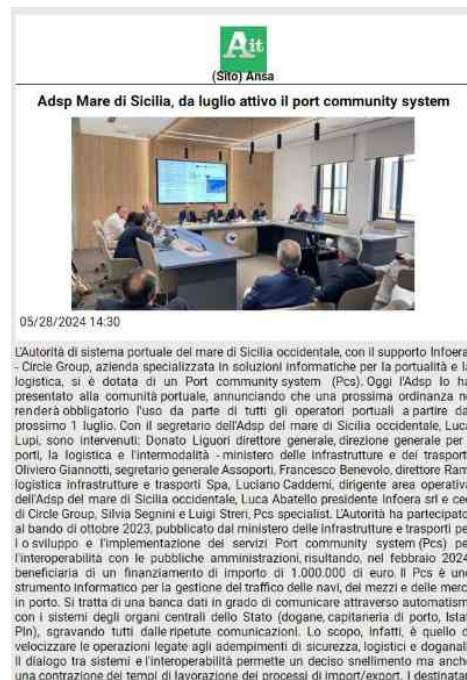 Ait
(Sito) Ansa
Adsp Mare di Sicilia, da luglio attivo il port community system
05/28/2024 14:30
L'Autorità di sistema portuale del mare di Sicilia occidentale, con il supporto Infoera
- Circle Group, azienda specializzata in soluzioni informatiche per la portualità e la
logistica, si è dotata di un Port community system (Pcs). Oggi l'Adsp lo ha
presentato alla comunità portuale, annunciando che una prossima ordinanza ne
renderà obbligatorio l'uso da parte di tutti gli operatori portuali a partire dal
prossimo 1 luglio. Con il segretario dell'Adsp del mare di Sicilia occidentale, Luca
Lupi, sono intervenuti: Donato Liguori direttore generale, direzione generale per i
porti, la logistica e l'intermodalità - ministero delle infrastrutture e dei trasporti
Oliviero Giannotti, segretario generale Assoporti, Francesco Benevolo, direttore Ram
logistica infrastrutture e trasporti Spa, Luciano Caddemi, dirigente area operativa
dell'Adsp del mare di Sicilia occidentale, Luca Abatello presidente Infoera srl e ceo
di Circle Group, Silvia Segnini e Luigi Streri, Pcs specialist. L'Autorità ha partecipato
al bando di ottobre 2023, pubblicato dal ministero delle infrastrutture e trasporti per
l o sviluppo e l'implementazione dei servizi Port community system (Pcs) per
l'interoperabilità con le pubbliche amministrazioni, risultando, nel febbraio 2024,
beneficiaria di un finanziamento di importo di 1.000.000 di euro. Il Pcs è uno
strumento informatico per la gestione del traffico delle navi, dei mezzi e delle merci
in porto. Si tratta di una banca dati in grado di comunicare attraverso automatismi
con i sistemi degli organi centrali dello Stato (dogane, capitaneria di porto, Istat,
Pln), sgravando tutti dalle ripetute comunicazioni. Lo scopo, infatti, è quello di
velocizzare le operazioni legate agli adempimenti di sicurezza, logistici e doganali.
Il dialogo tra sistemi e l'interoperabilità permette un deciso snellimento ma anche
una contrazione dei tempi di lavorazione dei processi di import/export. I destinatari